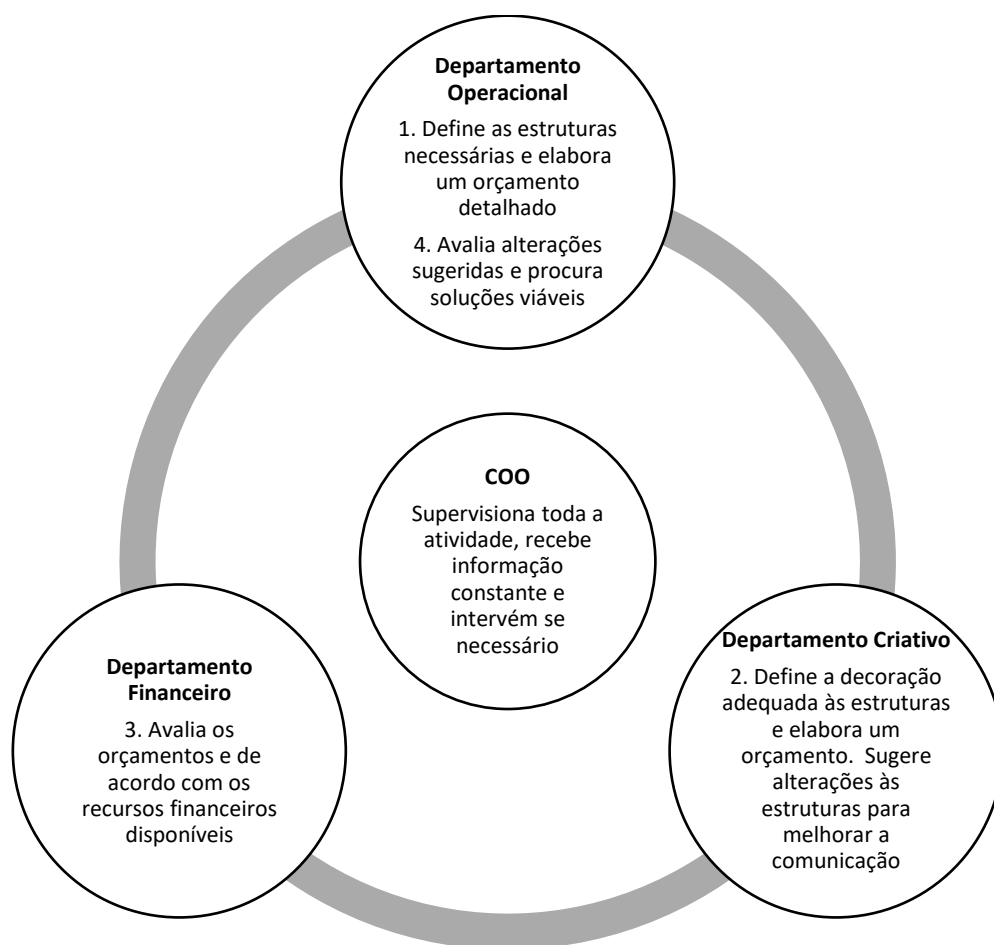 Departamento
Operacional
1. Define as estruturas
necessárias e elabora
um orçamento
detalhado
4. Avalia alterações
sugeridas e procura
soluções viáveis
COO
Supervisiona toda a
atividade, recebe
informação
constante e
intervém se
necessário
Departamento Criativo
2. Define a decoração
adequada às estruturas
e elabora um
orçamento.  Sugere
alterações às
estruturas para
melhorar a
comunicação
Departamento
Financeiro
3. Avalia os
orçamentos e de
acordo com os
recursos financeiros
disponíveis